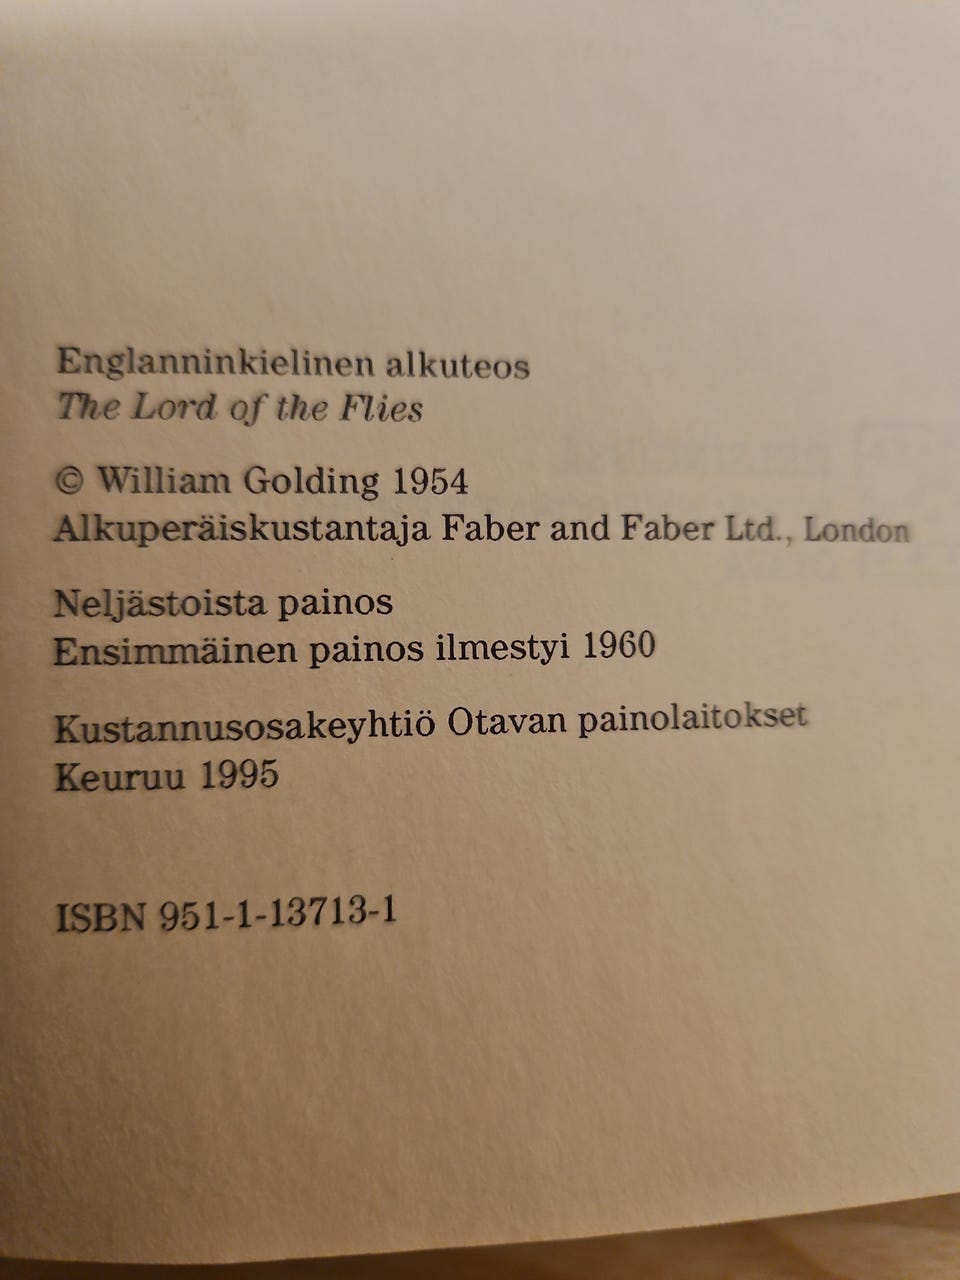 Englanninkielinen alkuteos
The Lord of the Flies
© William Golding 1954
Alkuperäiskustantaja Faber and Faber Ltd., London
Neljästoista painos
Ensimmäinen painos ilmestyi 1960
Kustannusosakeyhtiö Otavan painolaitokset
Keuruu 1995
ISBN 951-1-13713-1